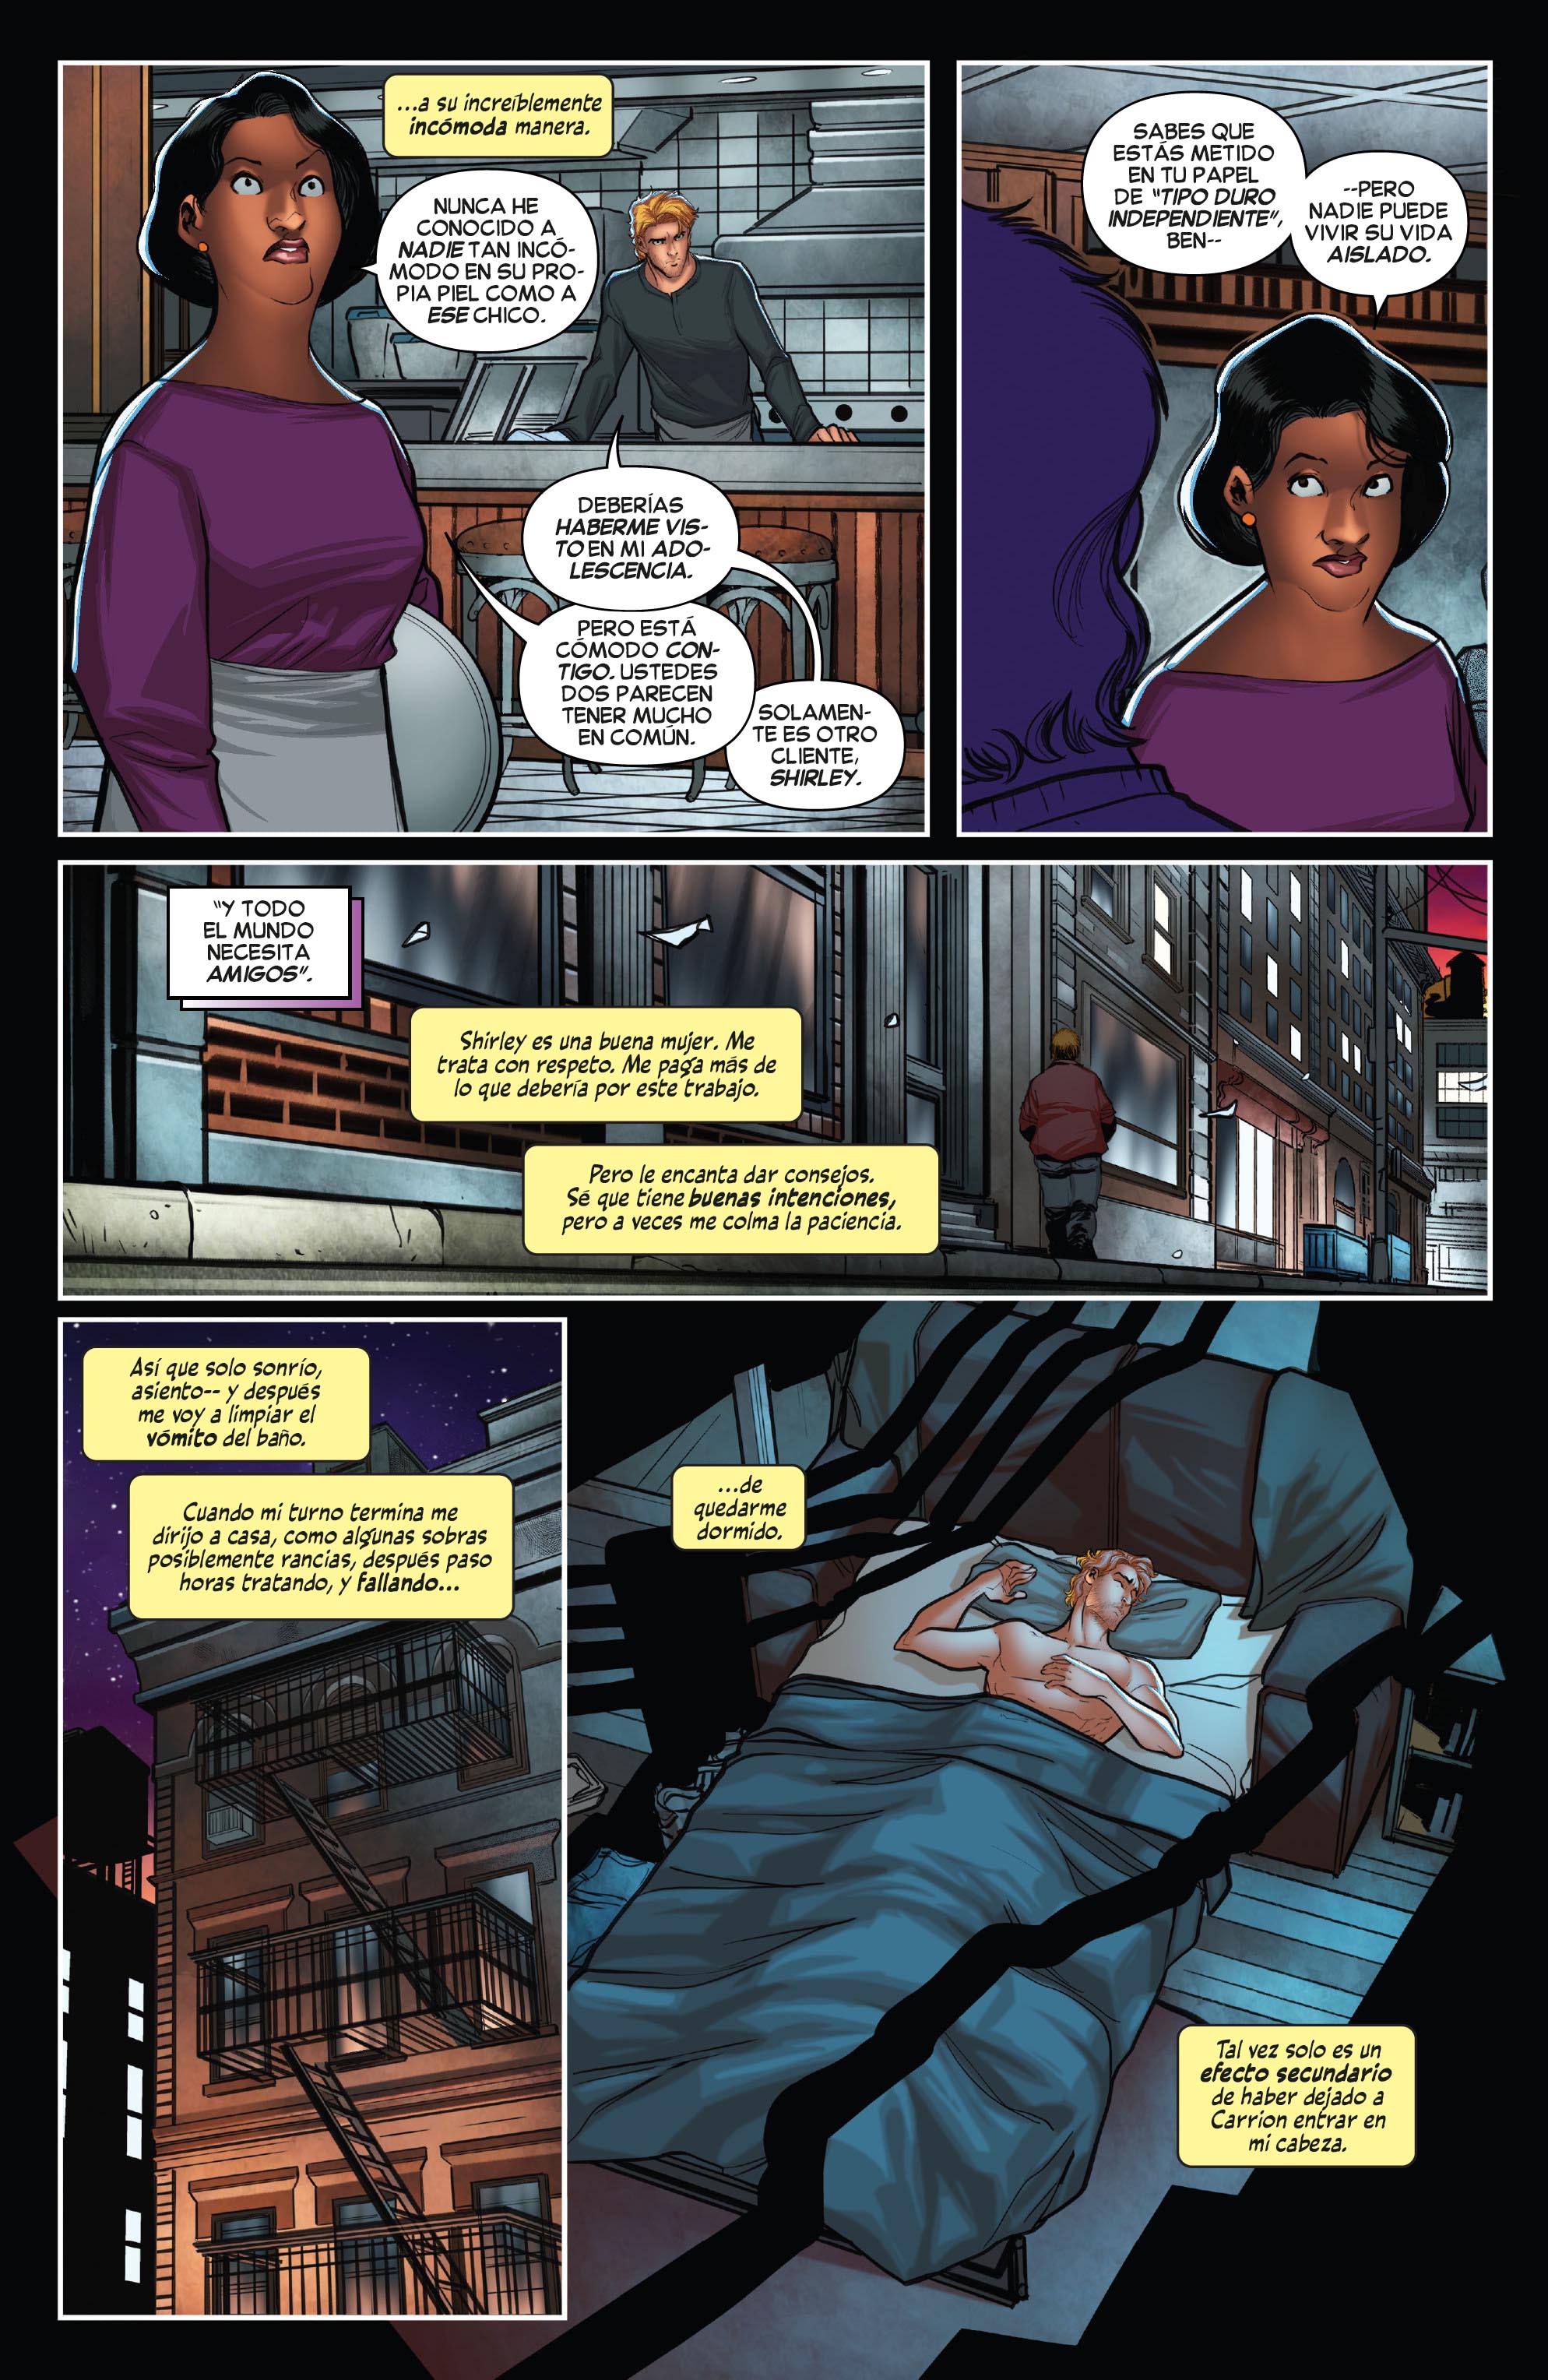 ...a su increíblemente
incómoda manera.
NUNCA HE
CONOCIDO A
NADIE TAN INCÓ-
MODO EN SU PRO-
PIA PIEL COMO A
ESE CHICO.
DEBERÍAS
HABERME VIS-
TO EN MI ADO-
LESCENCIA.
PERO ESTÁ
CÓMODO CON-
TIGO. USTEDES
DOS PARECEN
TENER MUCHO
EN COMÚN.
SOLAMEN-
TE ES OTRO
CLIENTE,
SHIRLEY.
SABES QUE
ESTÁS METIDO
EN TU PAPEL
DE "TIPO DURO
INDEPENDIENTE",
BEN--
--PERO
NADIE PUEDE
VIVIR SU VIDA
AISLADO.
"Y TODO
EL MUNDO
NECESITA
AMIGOS".
Shirley es una buena mujer. Me
trata con respeto. Me paga más de
lo que debería por este trabajo.
Pero le encanta dar consejos.
Sé que tiene buenas intenciones,
pero a veces me colma la paciencia.
Así que solo sonrío,
asiento-- y después
me voy a limpiar el
vómito del baño.
Cuando mi turno termina me
dirijo a casa, como algunas sobras
posiblemente rancias, después paso
horas tratando, y fallando...
...de
quedarme
dormido.
Tal vez solo es un
efecto secundario
de haber dejado a
Carrion entrar en
mi cabeza.